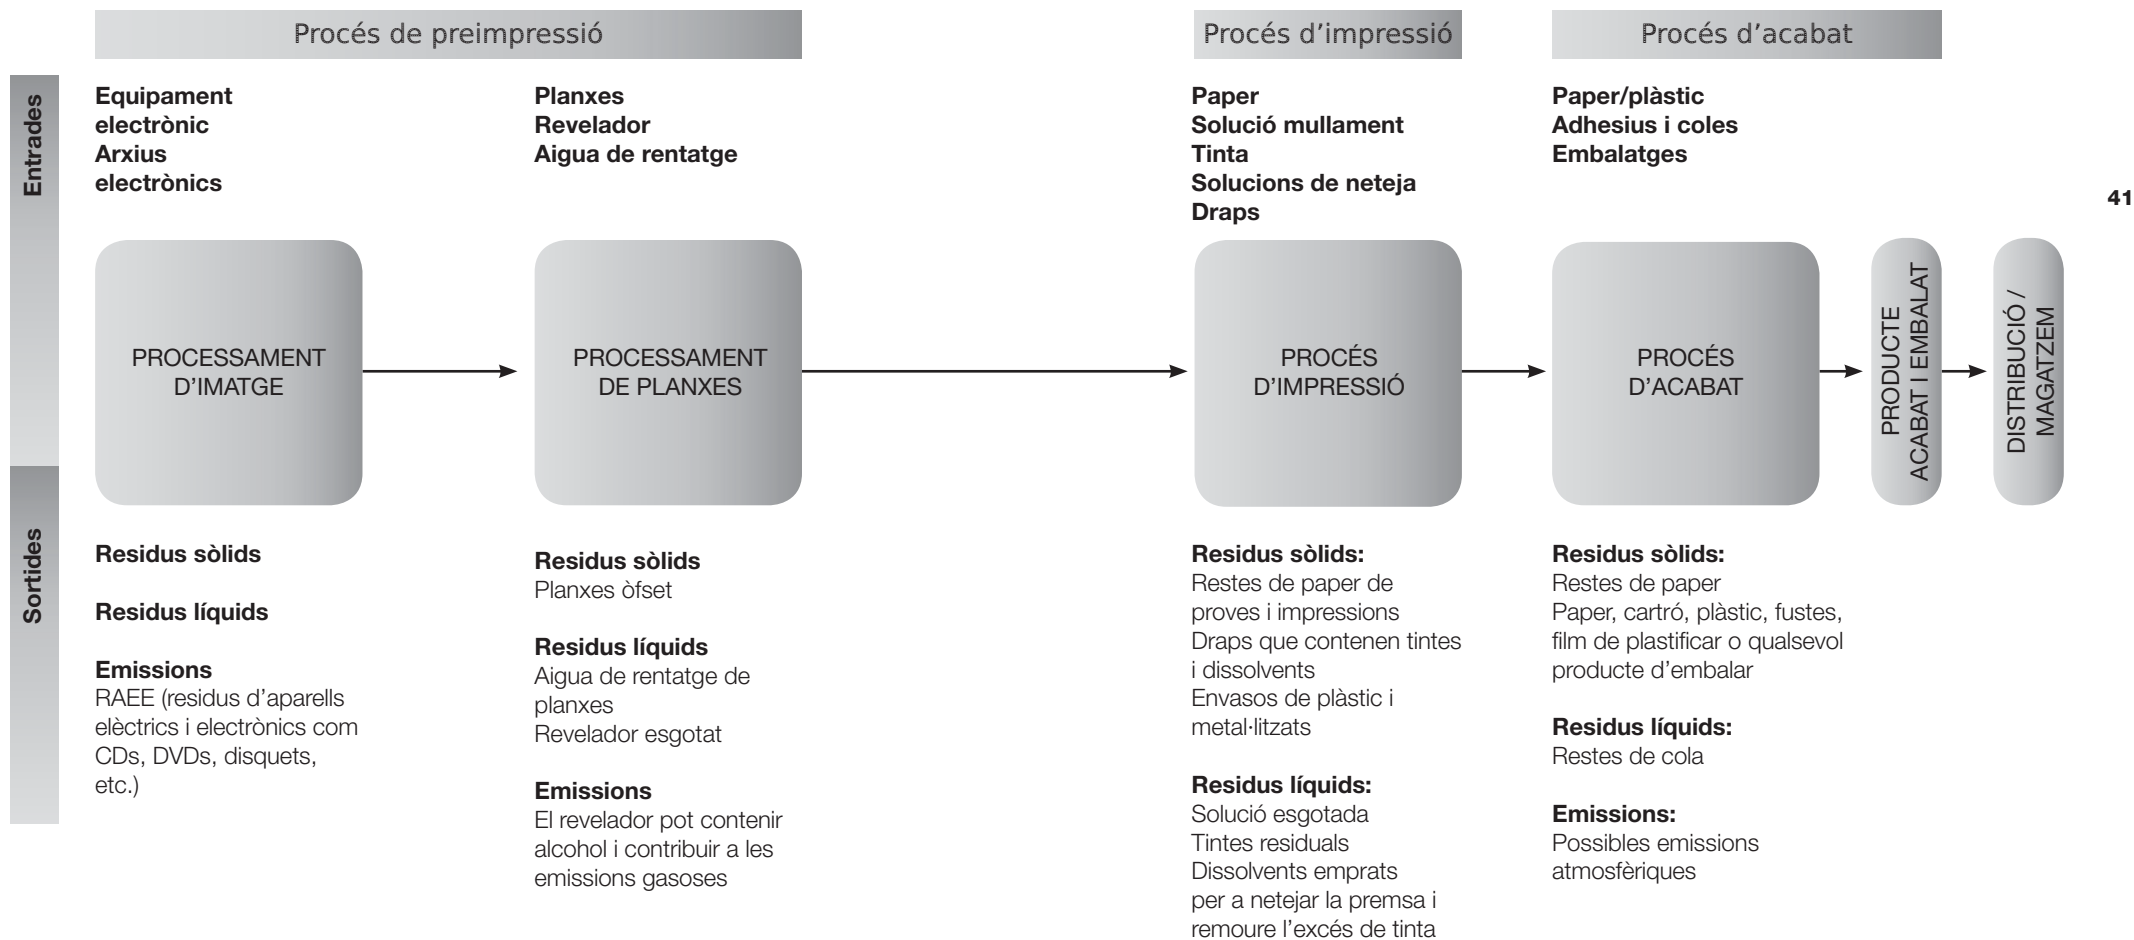 Procés de preimpressió
Procés d’impressió
Procés d’acabat
Entrades
Equipament
electrònic
Arxius
electrònics
Planxes
Revelador
Aigua de rentatge
Paper
Solució mullament
Tinta
Solucions de neteja
Draps
Paper/plàstic
Adhesius i coles
Embalatges
41
PROCESSAMENT
D’IMATGE
PROCESSAMENT
DE PLANXES
PROCÉS
D’IMPRESSIÓ
PROCÉS
D’ACABAT
PRODUCTE
ACABAT I EMBALAT
DISTRIBUCIÓ /
MAGATZEM
Sortides
Residus sòlids
Residus líquids
Emissions
RAEE (residus d’aparells
elèctrics i electrònics com
CDs, DVDs, disquets,
etc.)
Residus sòlids
Planxes òfset
Residus líquids
Aigua de rentatge de
planxes
Revelador esgotat
Emissions
El revelador pot contenir
alcohol i contribuir a les
emissions gasoses
Residus sòlids:
Restes de paper de
proves i impressions
Draps que contenen tintes
i dissolvents
Envasos de plàstic i
metal·litzats
Residus líquids:
Solució esgotada
Tintes residuals
Dissolvents emprats
per a netejar la premsa i
remoure l’excés de tinta
Residus sòlids:
Restes de paper
Paper, cartró, plàstic, fustes,
film de plastificar o qualsevol
producte d’embalar
Residus líquids:
Restes de cola
Emissions:
Possibles emissions
atmosfèriques